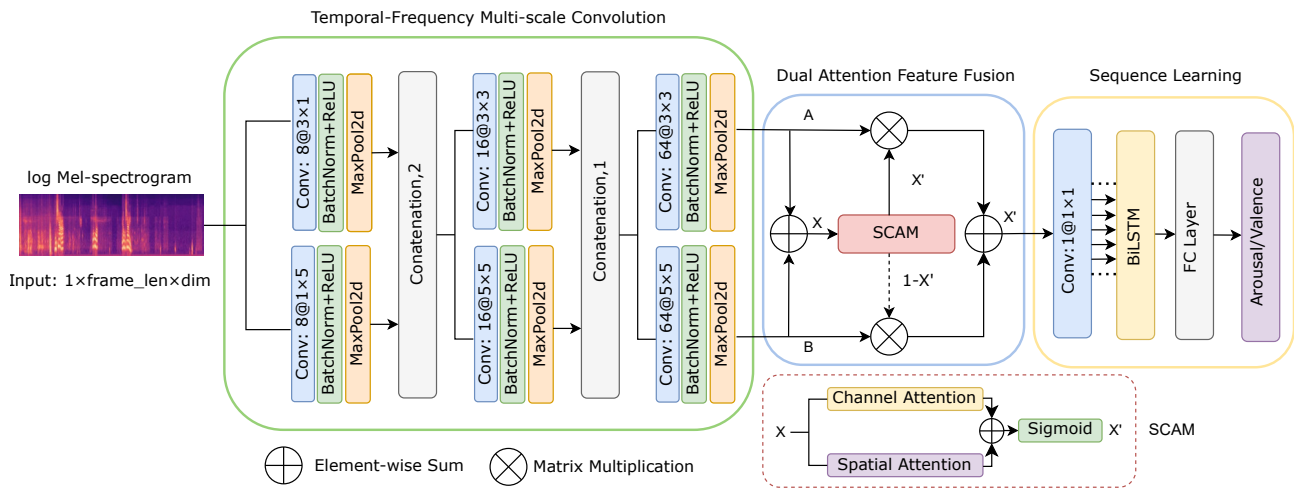 Temporal-Frequency Multi-scale Convolution
log Mel-spectrogram
Input: 1×frame_len×dim
Conv: 8@3×1
BatchNorm+ReLU
MaxPool2d
Conv: 8@1×5
BatchNorm+ReLU
MaxPool2d
Conatenation,2
Conv: 16@3×3
BatchNorm+ReLU
MaxPool2d
Conv: 16@5×5
BatchNorm+ReLU
MaxPool2d
Conatenation,1
Conv: 64@3×3
BatchNorm+ReLU
MaxPool2d
Conv: 64@5×5
BatchNorm+ReLU
MaxPool2d
Dual Attention Feature Fusion
A
X'
X
SCAM
X'
1-X'
B
Sequence Learning
Conv:1@1×1
BiLSTM
FC Layer
Arousal/Valence
Channel Attention
X
Sigmoid
X'
SCAM
Spatial Attention
Element-wise Sum
Matrix Multiplication